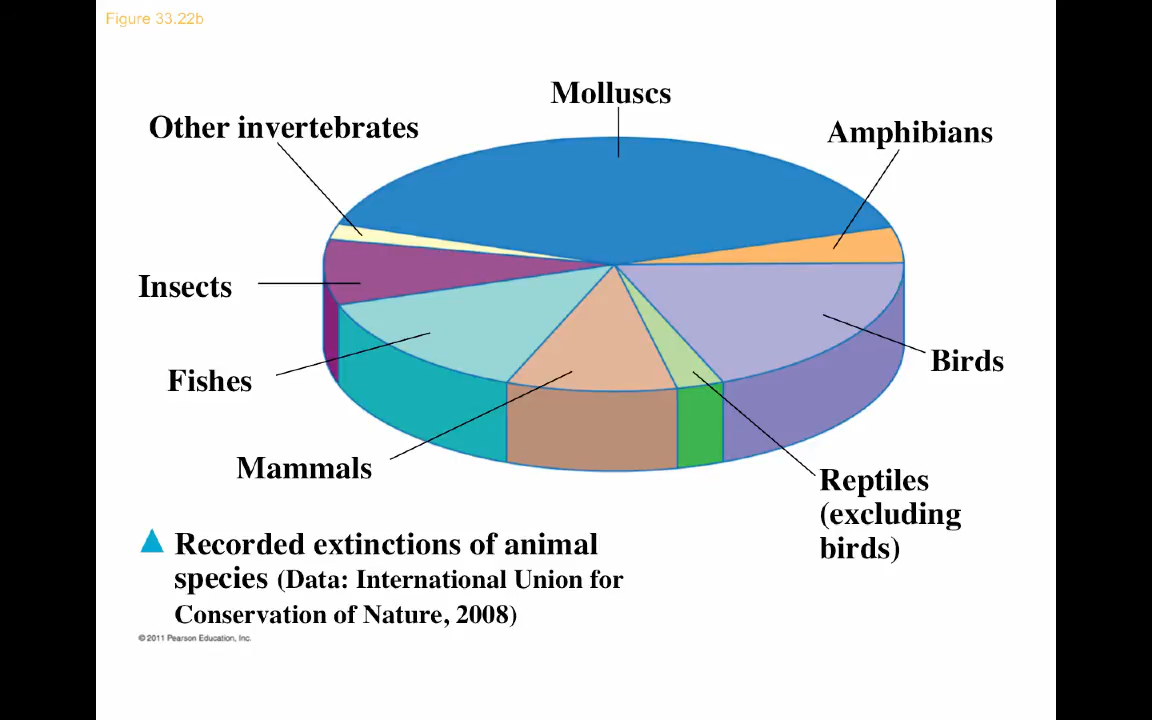 Figure 33.22b
Molluscs
Other invertebrates
Amphibians
Insects
Birds
Fishes
Mammals
Reptiles
(excluding
birds)
Recorded extinctions of animal
species (Data: International Union for
Conservation of Nature, 2008)
© 2011 Pearson Education, Inc.